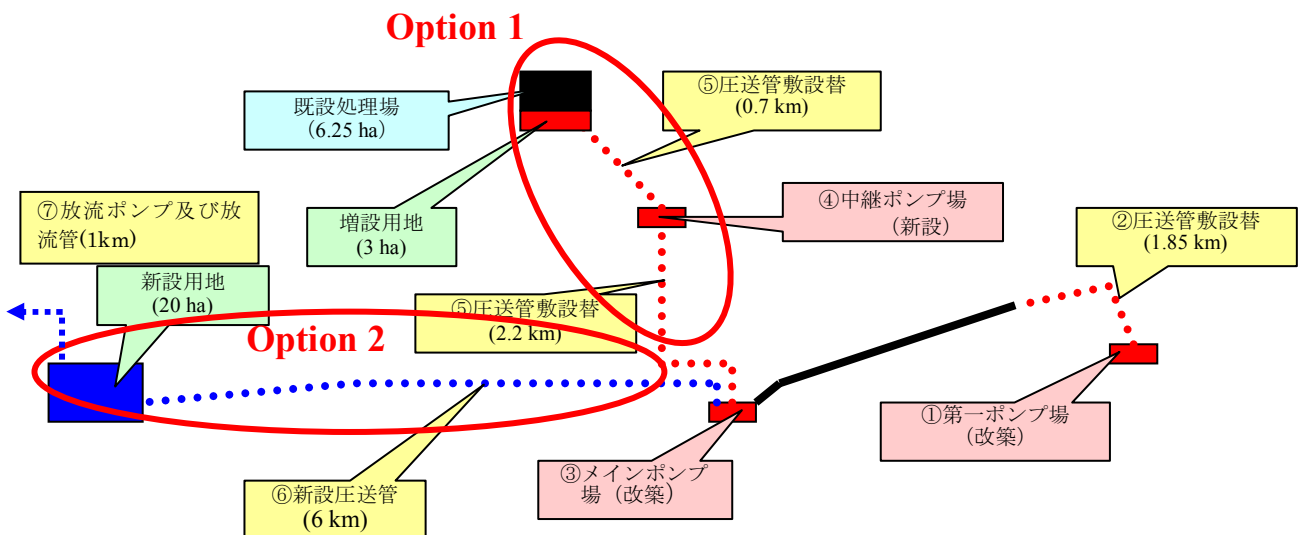 Option 1
⑤圧送管敷設替
(0.7 km)
既設処理場
（6.25 ha）
⑦放流ポンプ及び放
流管(1km)
増設用地
(3 ha)
④中継ポンプ場
（新設）
②圧送管敷設替
(1.85 km)
新設用地
(20 ha)
⑤圧送管敷設替
(2.2 km)
Option 2
①第一ポンプ場
（改築）
③メインポンプ
場（改築）
⑥新設圧送管
(6 km)